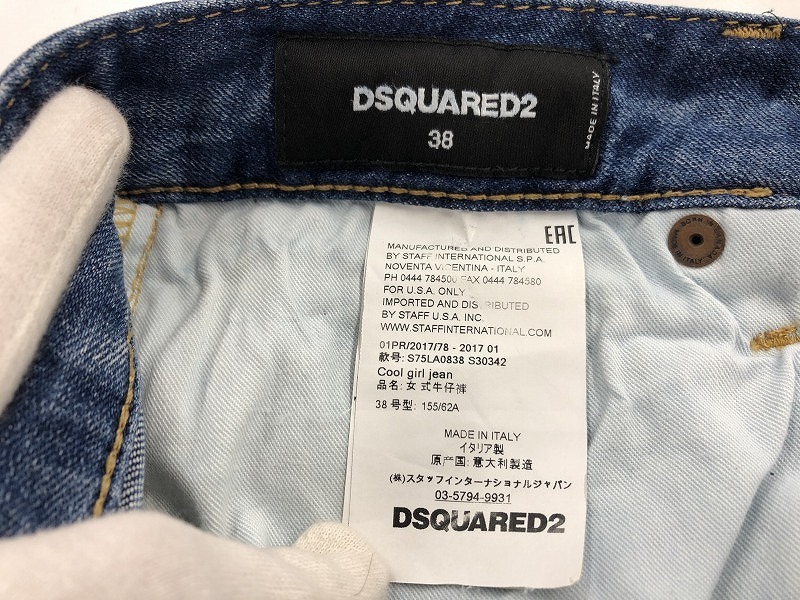 DSQUARED2
38
MADE IN ITALY
EAC
MANUFACTURED AND DISTRIBUTED
BY STAFF INTERNATIONAL S.P.A
NOVENTA VICENTINA - ITALY
PH 0444 784500 FAX 0444 784580
FOR U.S.A. ONLY
IMPORTED AND DISTRIBUTED
BY STAFF U.S.A. INC.
WWW.STAFFINTERNATIONAL.COM
01PR/2017/78 - 2017 01
款号: S75LA0838 S30342
Cool girl jean
品名: 女 式牛仔裤
38 号型: 155/62A
MADE IN ITALY
イタリア製
原产国: 意大利製造
(株)スタッフインターナショナルジャパン
03-5794-9931
DSQUARED2